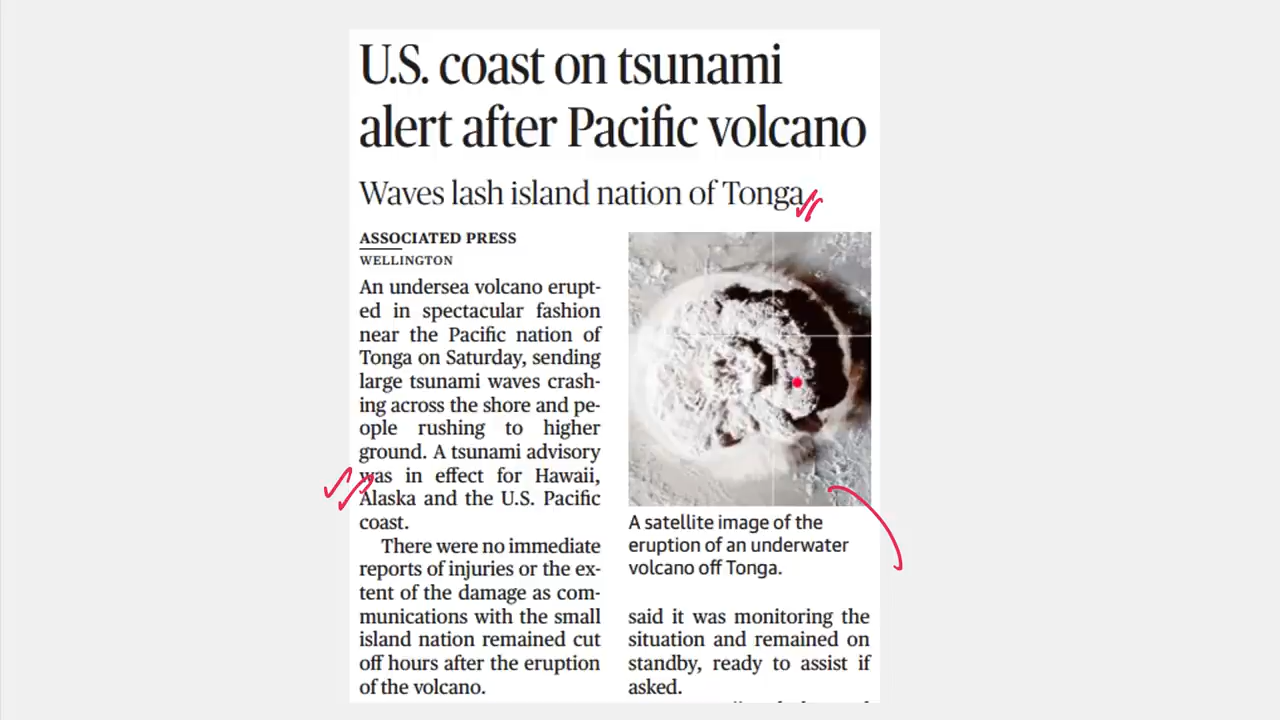 U.S. coast on tsunami
alert after Pacific volcano
Waves lash island nation of Tonga
ASSOCIATED PRESS
WELLINGTON
An undersea volcano erupt-
ed in spectacular fashion
near the Pacific nation of
Tonga on Saturday, sending
large tsunami waves crash-
ing across the shore and pe-
ople rushing to higher
ground. A tsunami advisory
was in effect for Hawaii,
Alaska and the U.S. Pacific
coast.
There were no immediate
reports of injuries or the ex-
tent of the damage as com-
munications with the small
island nation remained cut
off hours after the eruption
of the volcano.
A satellite image of the
eruption of an underwater
volcano off Tonga.
said it was monitoring the
situation and remained on
standby, ready to assist if
asked.